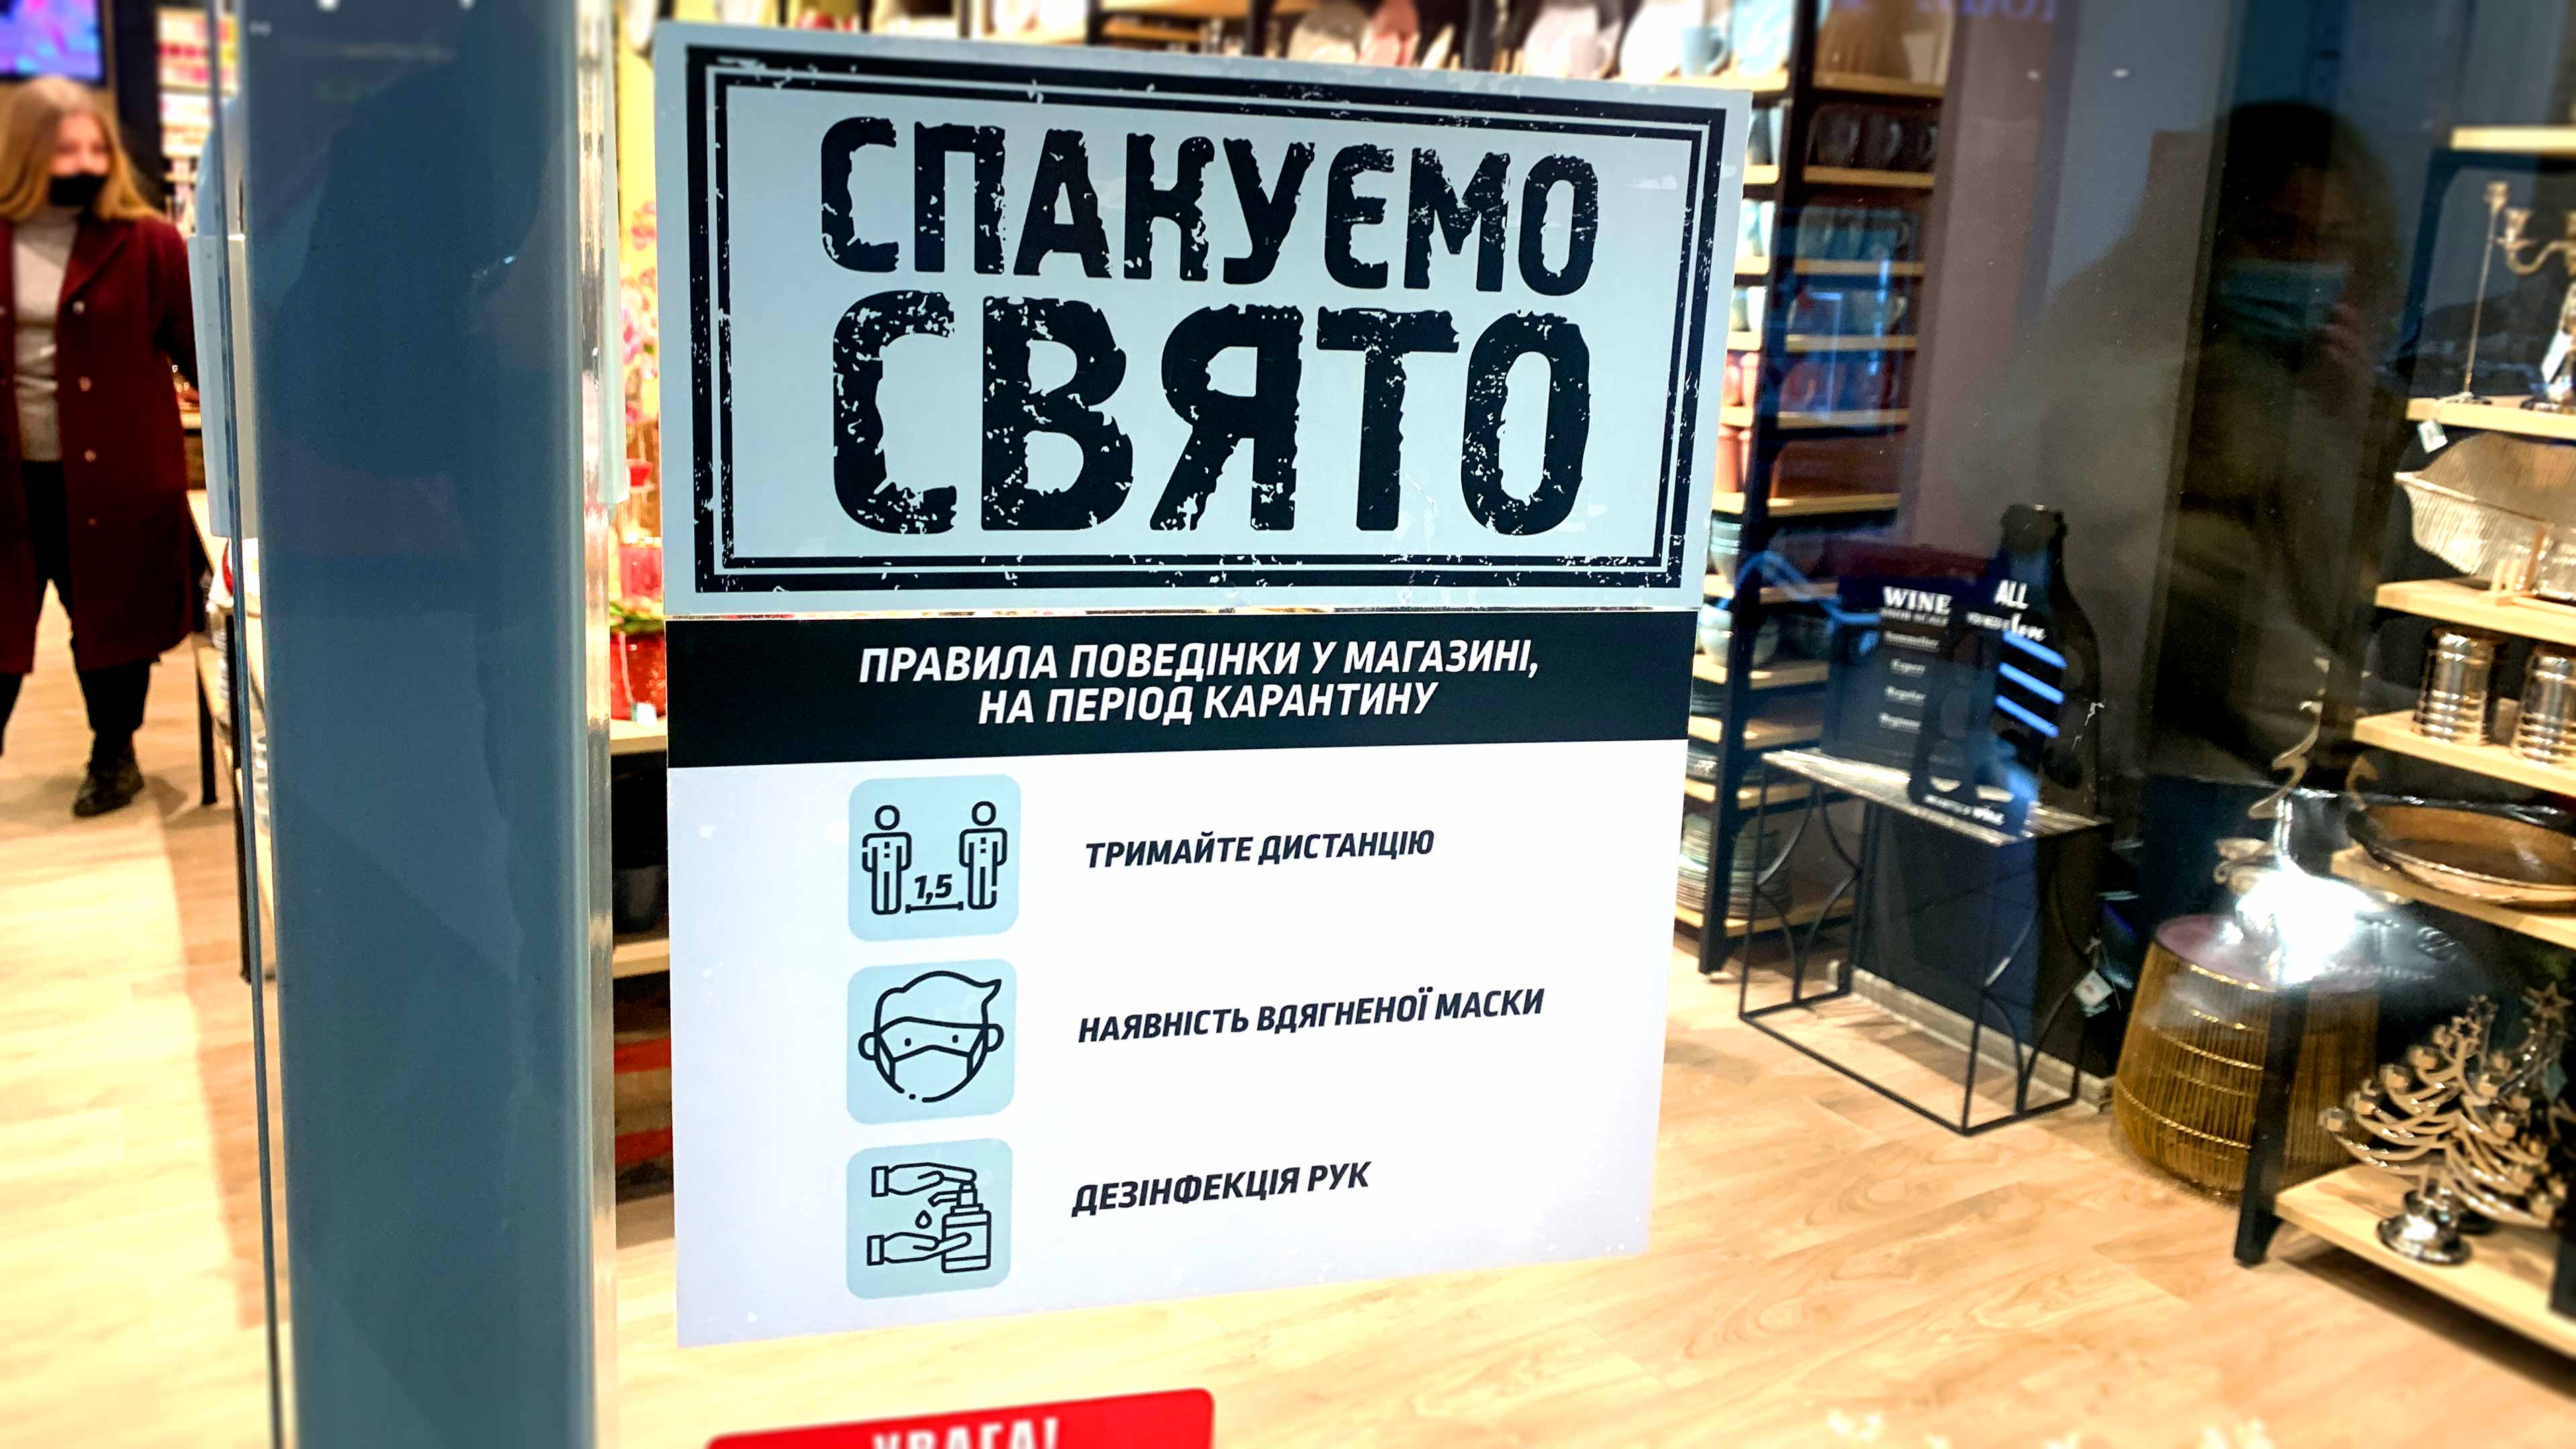 СПАКУЄМО
СВЯТО
ПРАВИЛА ПОВЕДІНКИ У МАГАЗИНІ,
НА ПЕРІОД КАРАНТИНУ
1,5
ТРИМАЙТЕ ДИСТАНЦІЮ
НАЯВНІСТЬ ВДЯГНЕНОЇ МАСКИ
ДЕЗІНФЕКЦІЯ РУК
УВАГА!
WINE
ALL